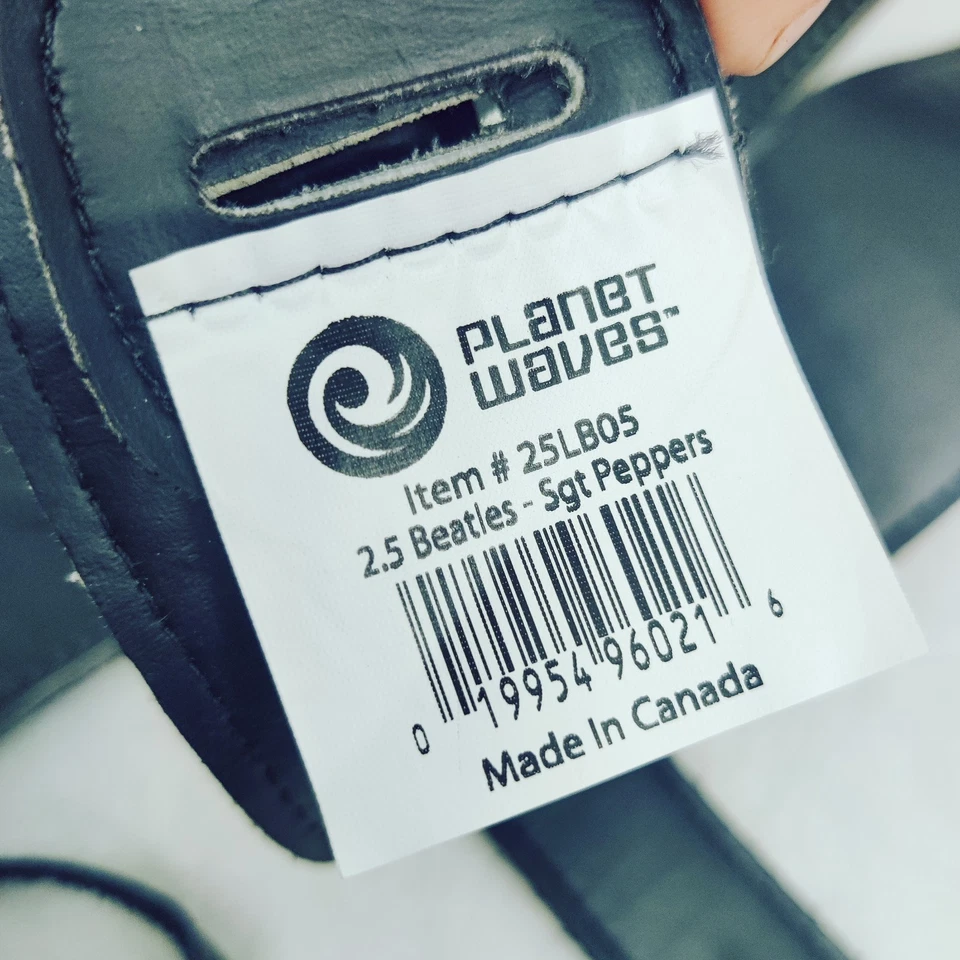 PLANET
WAVES™
Item # 25LB05
2.5 Beatles - Sgt Peppers
0 19954 96021 6
Made In Canada